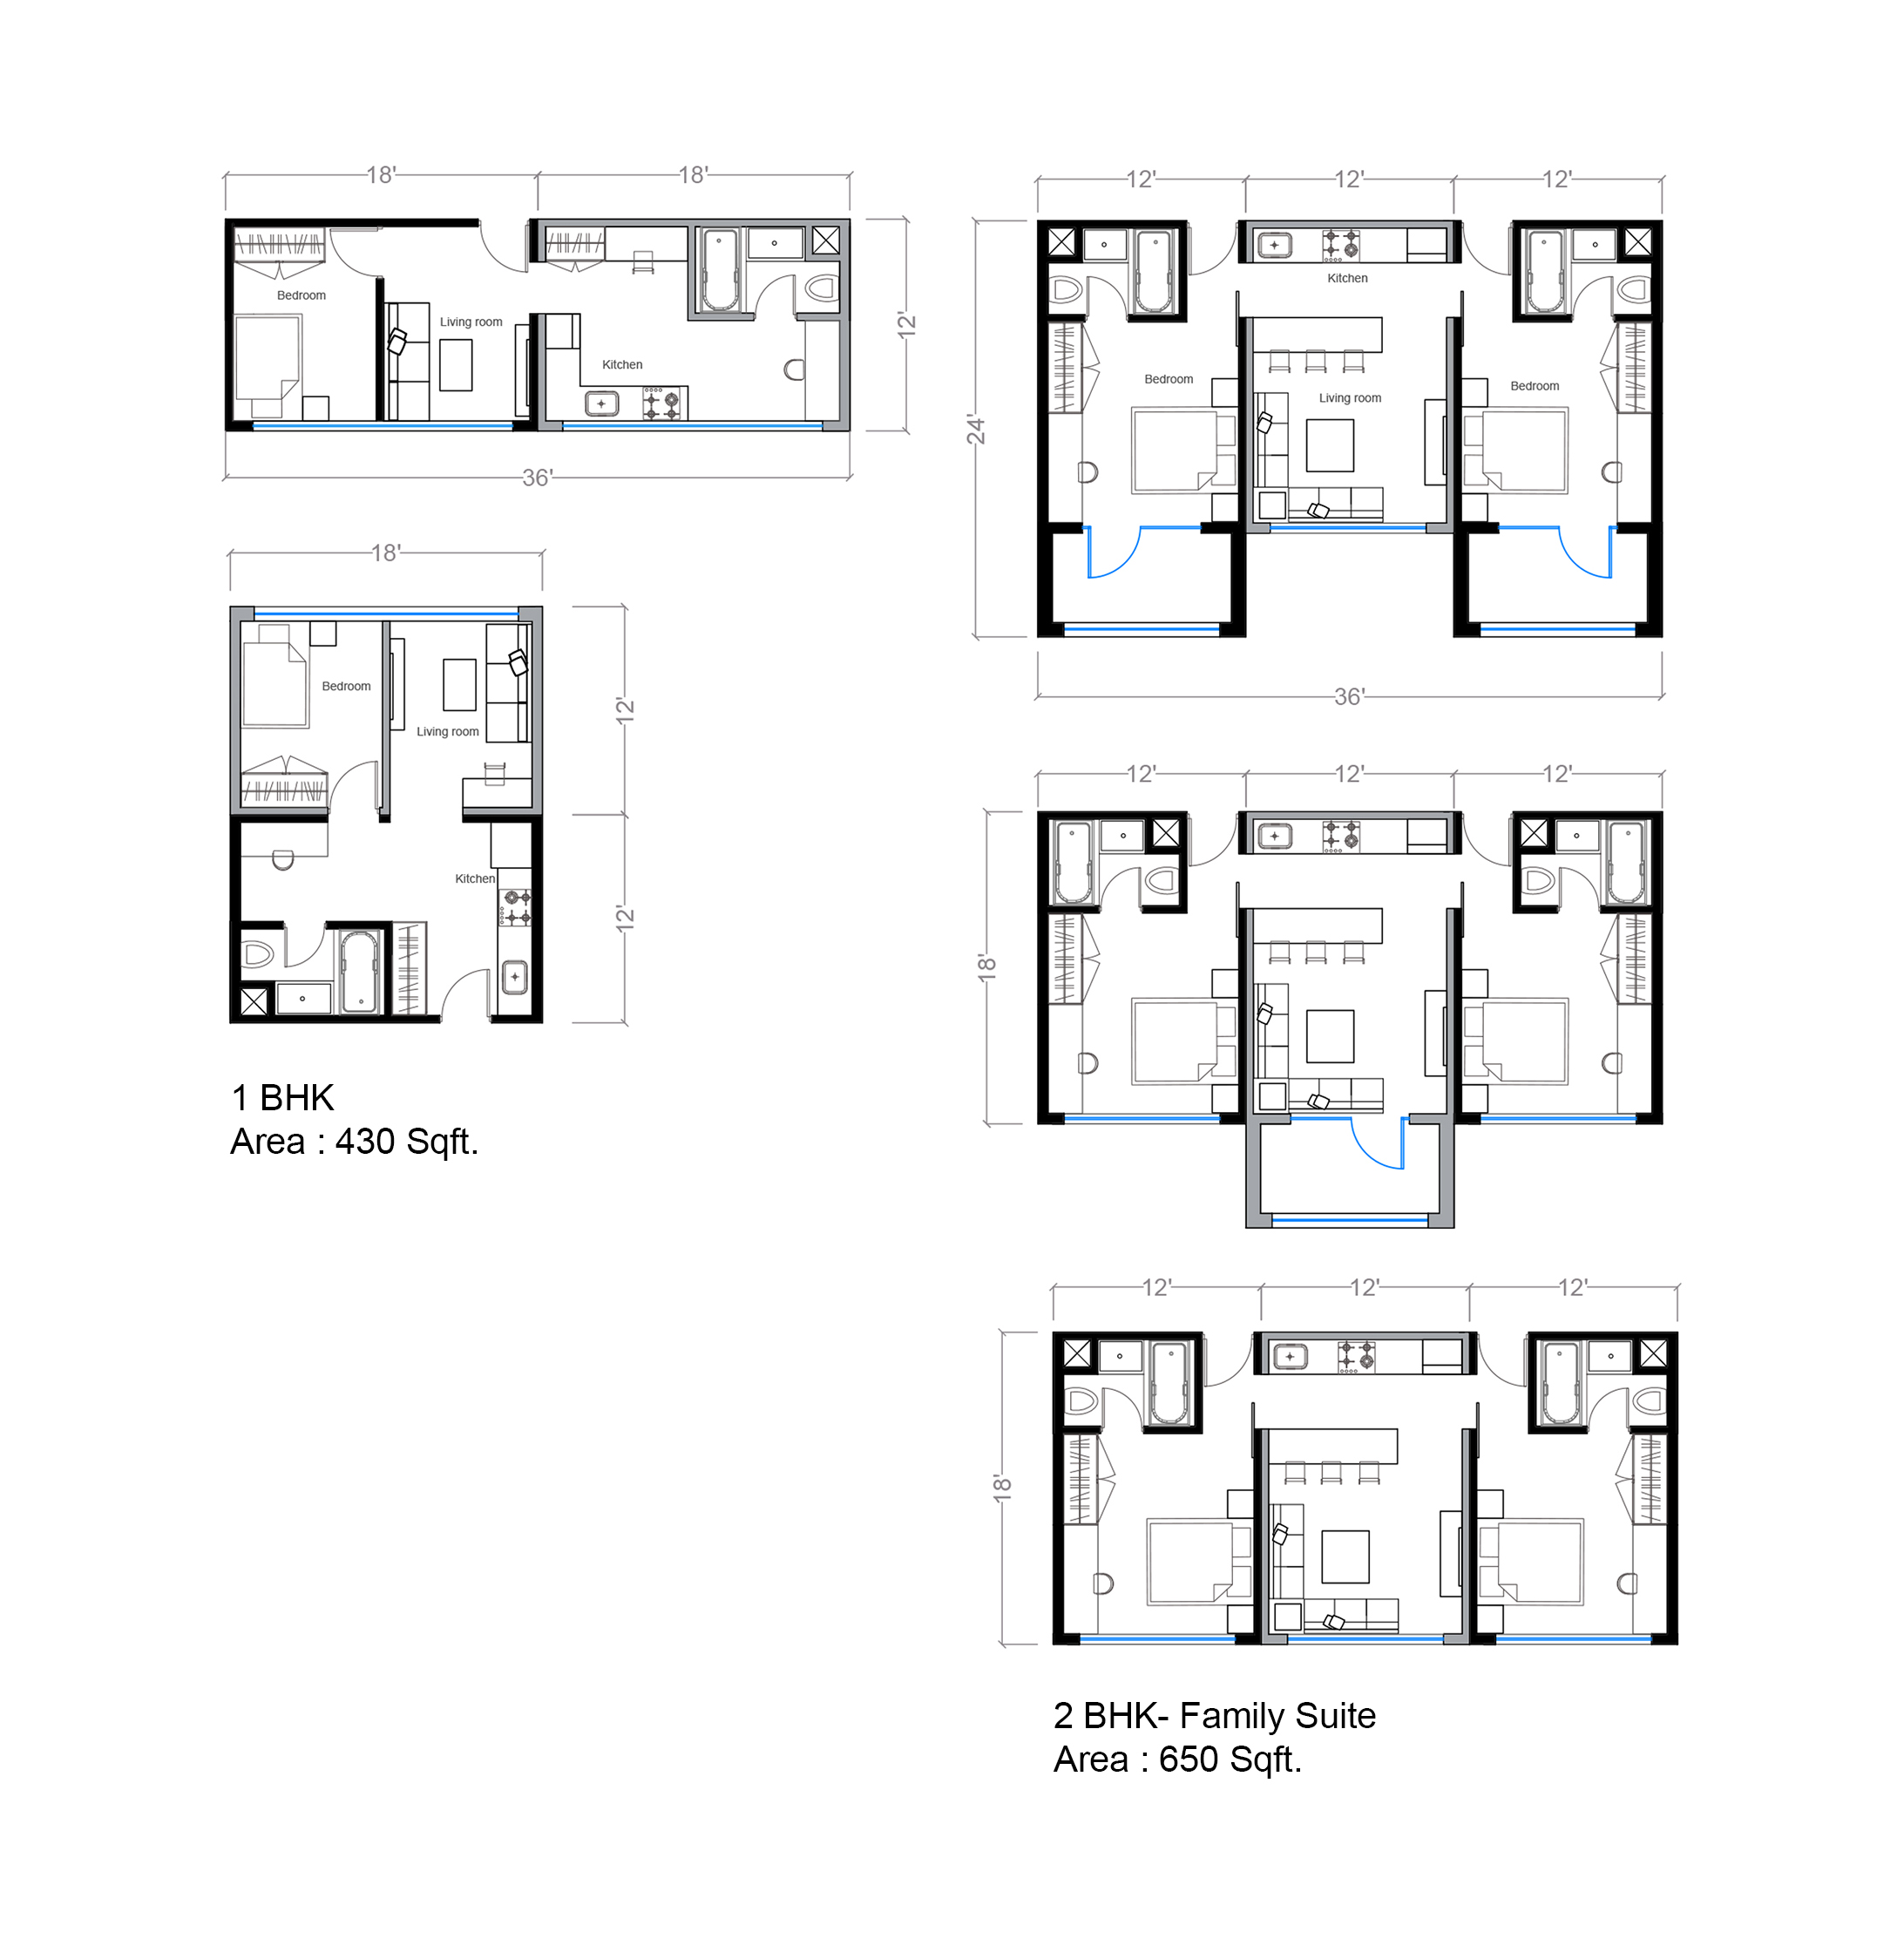 18'
18'
Bedroom
Living room
Kitchen
12'
36'
18'
Bedroom
Living room
12'
Kitchen
12'
1 BHK
Area : 430 Sqft.
12'
12'
12'
Kitchen
Bedroom
Living room
Bedroom
24'
36'
12'
12'
12'
18'
12'
12'
12'
18'
2 BHK- Family Suite
Area : 650 Sqft.